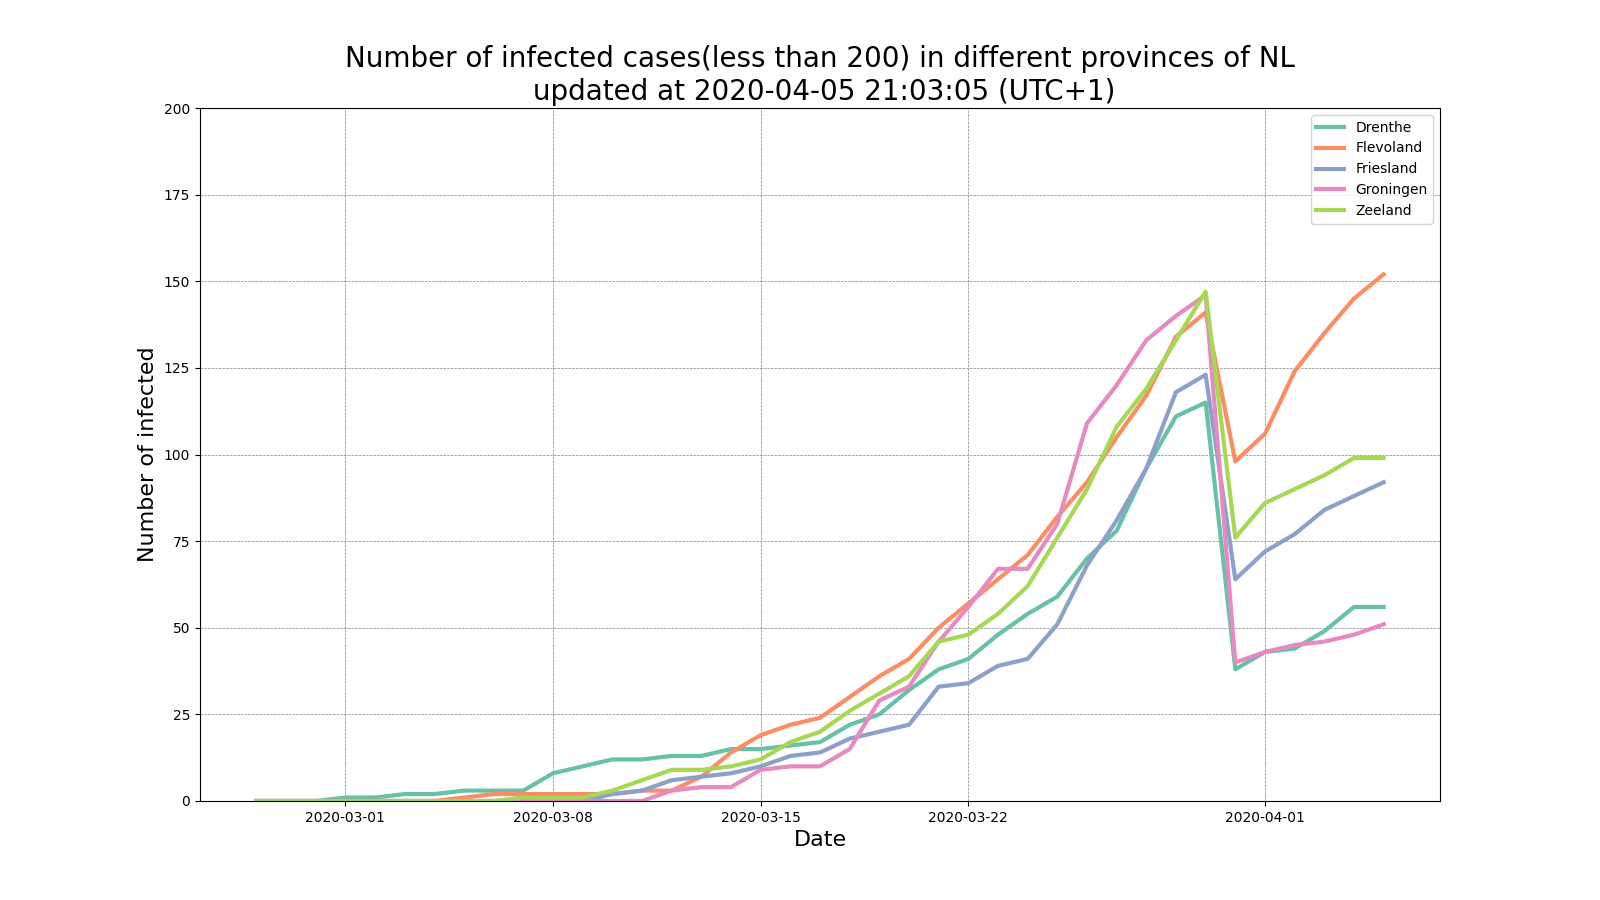 Number of infected cases(less than 200) in different provinces of NL
updated at 2020-04-05 21:03:05 (UTC+1)
200
175
150
125
100
75
50
25
0
Number of infected
Drenthe
Flevoland
Friesland
Groningen
Zeeland
2020-03-01
2020-03-08
2020-03-15
2020-03-22
2020-04-01
Date